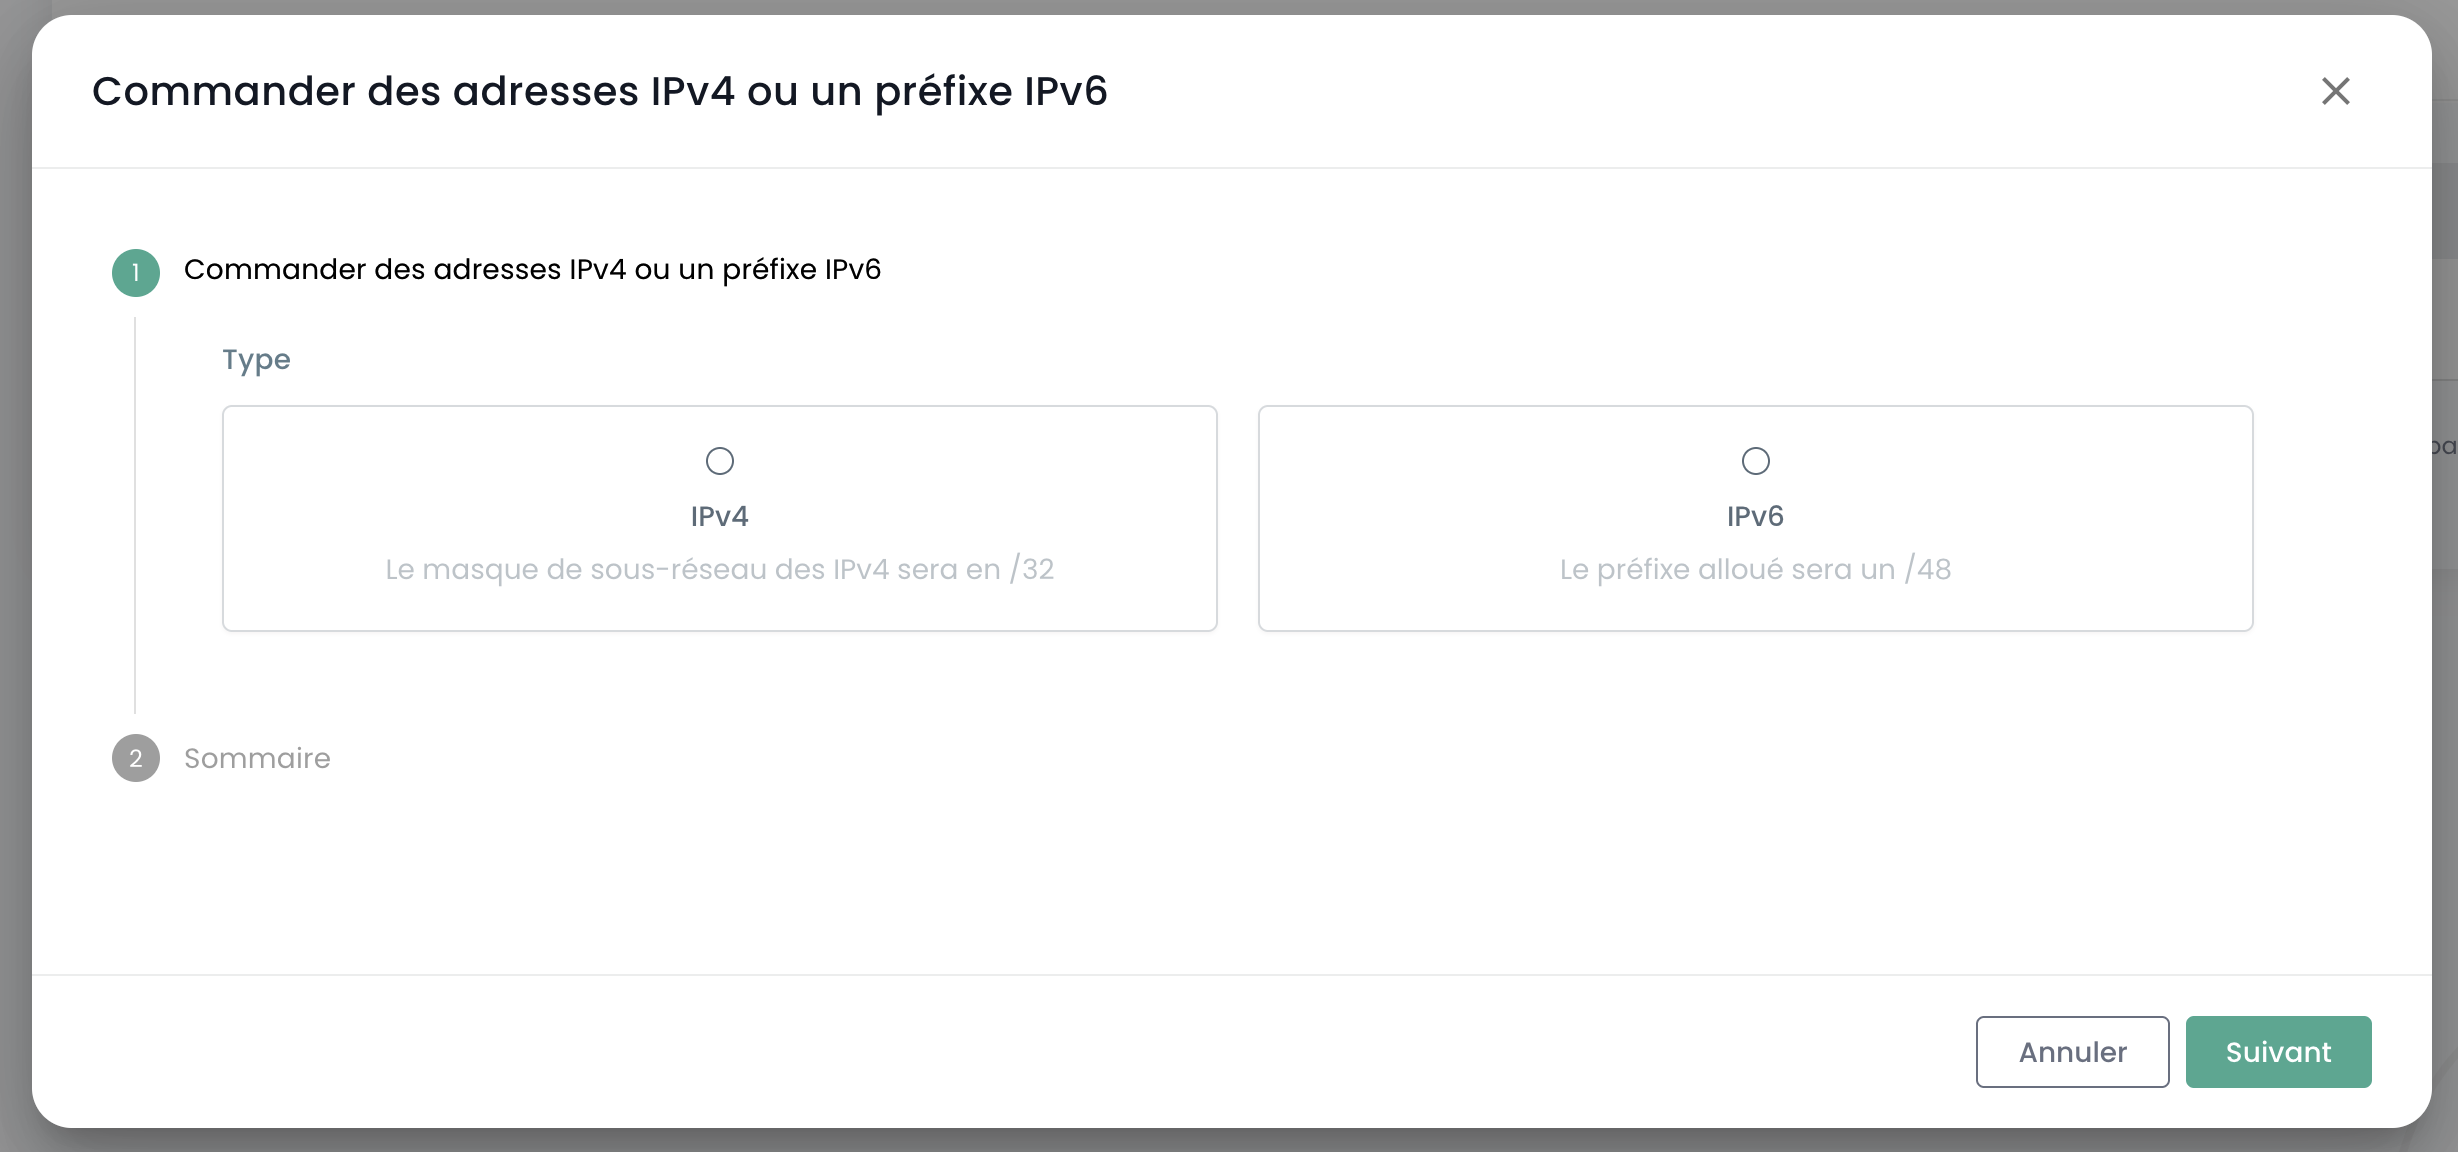 Commander des adresses IPv4 ou un préfixe IPv6
1 Commander des adresses IPv4 ou un préfixe IPv6
Type
IPv4
Le masque de sous-réseau des IPv4 sera en /32
IPv6
Le préfixe alloué sera un /48
2 Sommaire
Annuler
Suivant